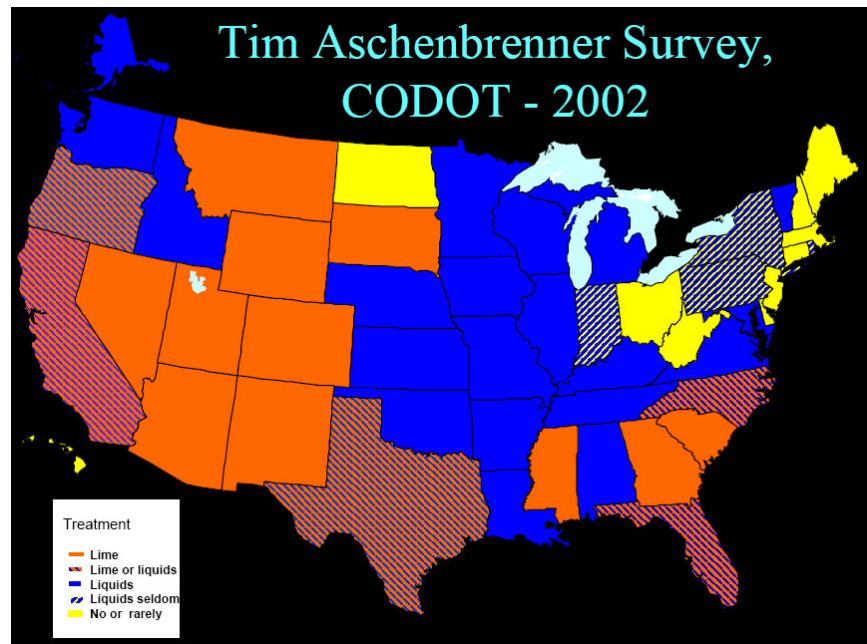 Tim Aschenbrenner Survey,
CODOT - 2002
Treatment
Lime
Lime or liquids
Liquids
Liquids seldom
No or rarely